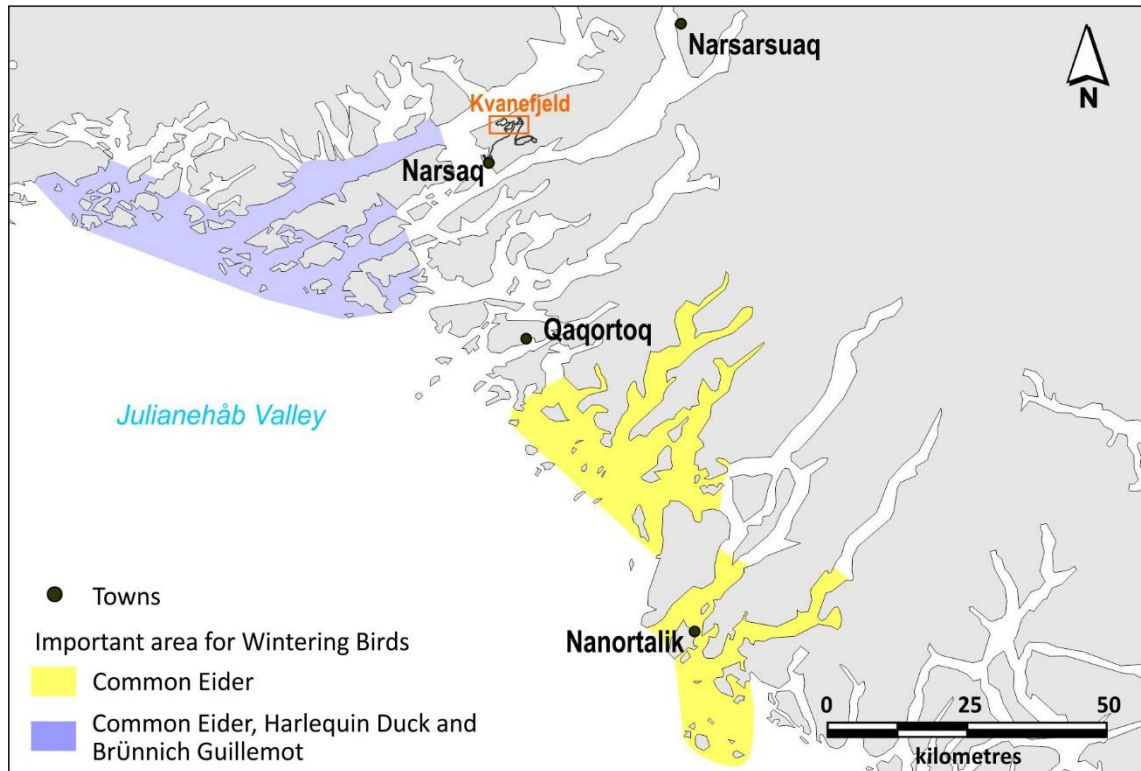 Narsarsuaq
N
Kvanefjeld
Narsaq
Qaqortoq
Julianehåb Valley
Nanortalik
Towns
Important area for Wintering Birds
Common Eider
Common Eider, Harlequin Duck and
Brünnich Guillemot
0 25 50
kilometres